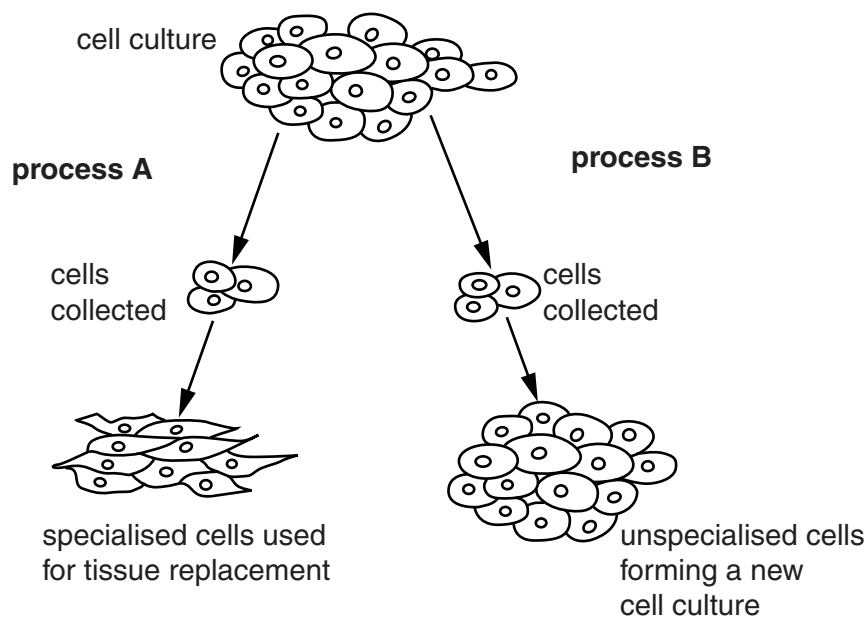 cell culture
process A
process B
cells
collected
cells
collected
specialised cells used
for tissue replacement
unspecialised cells
forming a new
cell culture